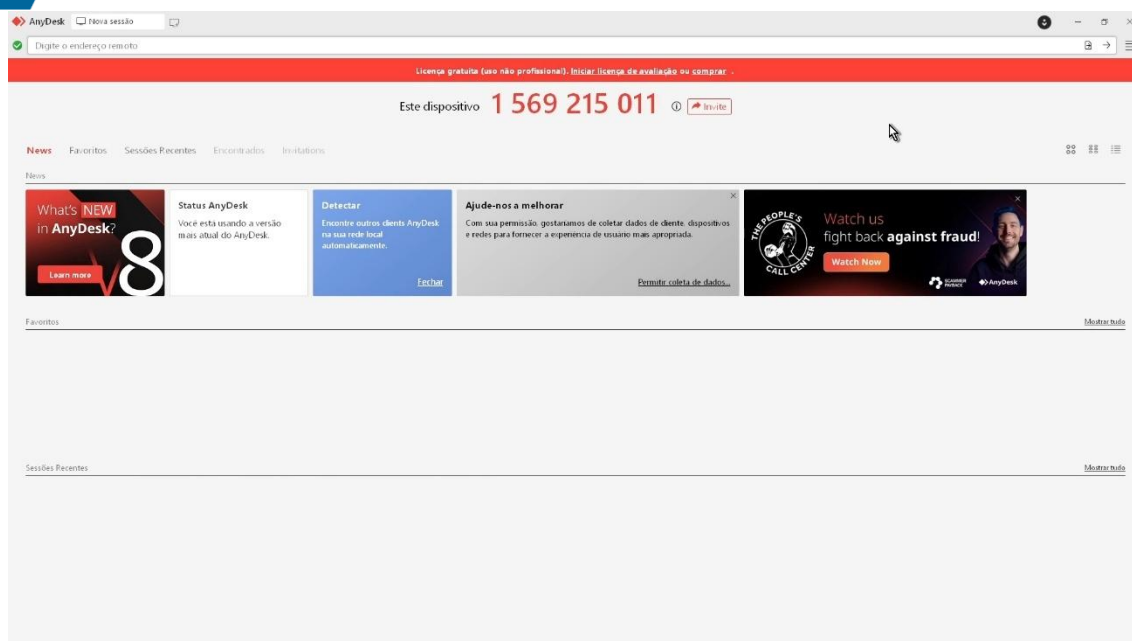 AnyDesk
Nova sessão
Digite o endereço remoto
Licença gratuita (uso não profissional). Iniciar licença de avaliação ou comprar .
Este dispositivo 1 569 215 011 Invite
News Favoritos Sessões Recentes Encontrados Invitations
News
What's NEW
in AnyDesk?
Learn more
8
Status AnyDesk
Você está usando a versão
mais atual do AnyDesk.
Detectar
Encontre outros clients AnyDesk
na sua rede local
automaticamente.
Fechar
Ajude-nos a melhorar
Com sua permissão, gostaríamos de coletar dados de cliente, dispositivos
e redes para fornecer a experiência de usuário mais apropriada.
Permitir coleta de dados...
THE PEOPLE'S
CALL CENTER
Watch us
fight back against fraud!
Watch Now
SCAMMER
PAYBACK
AnyDesk
Favoritos
Mostrar tudo
Sessões Recentes
Mostrar tudo